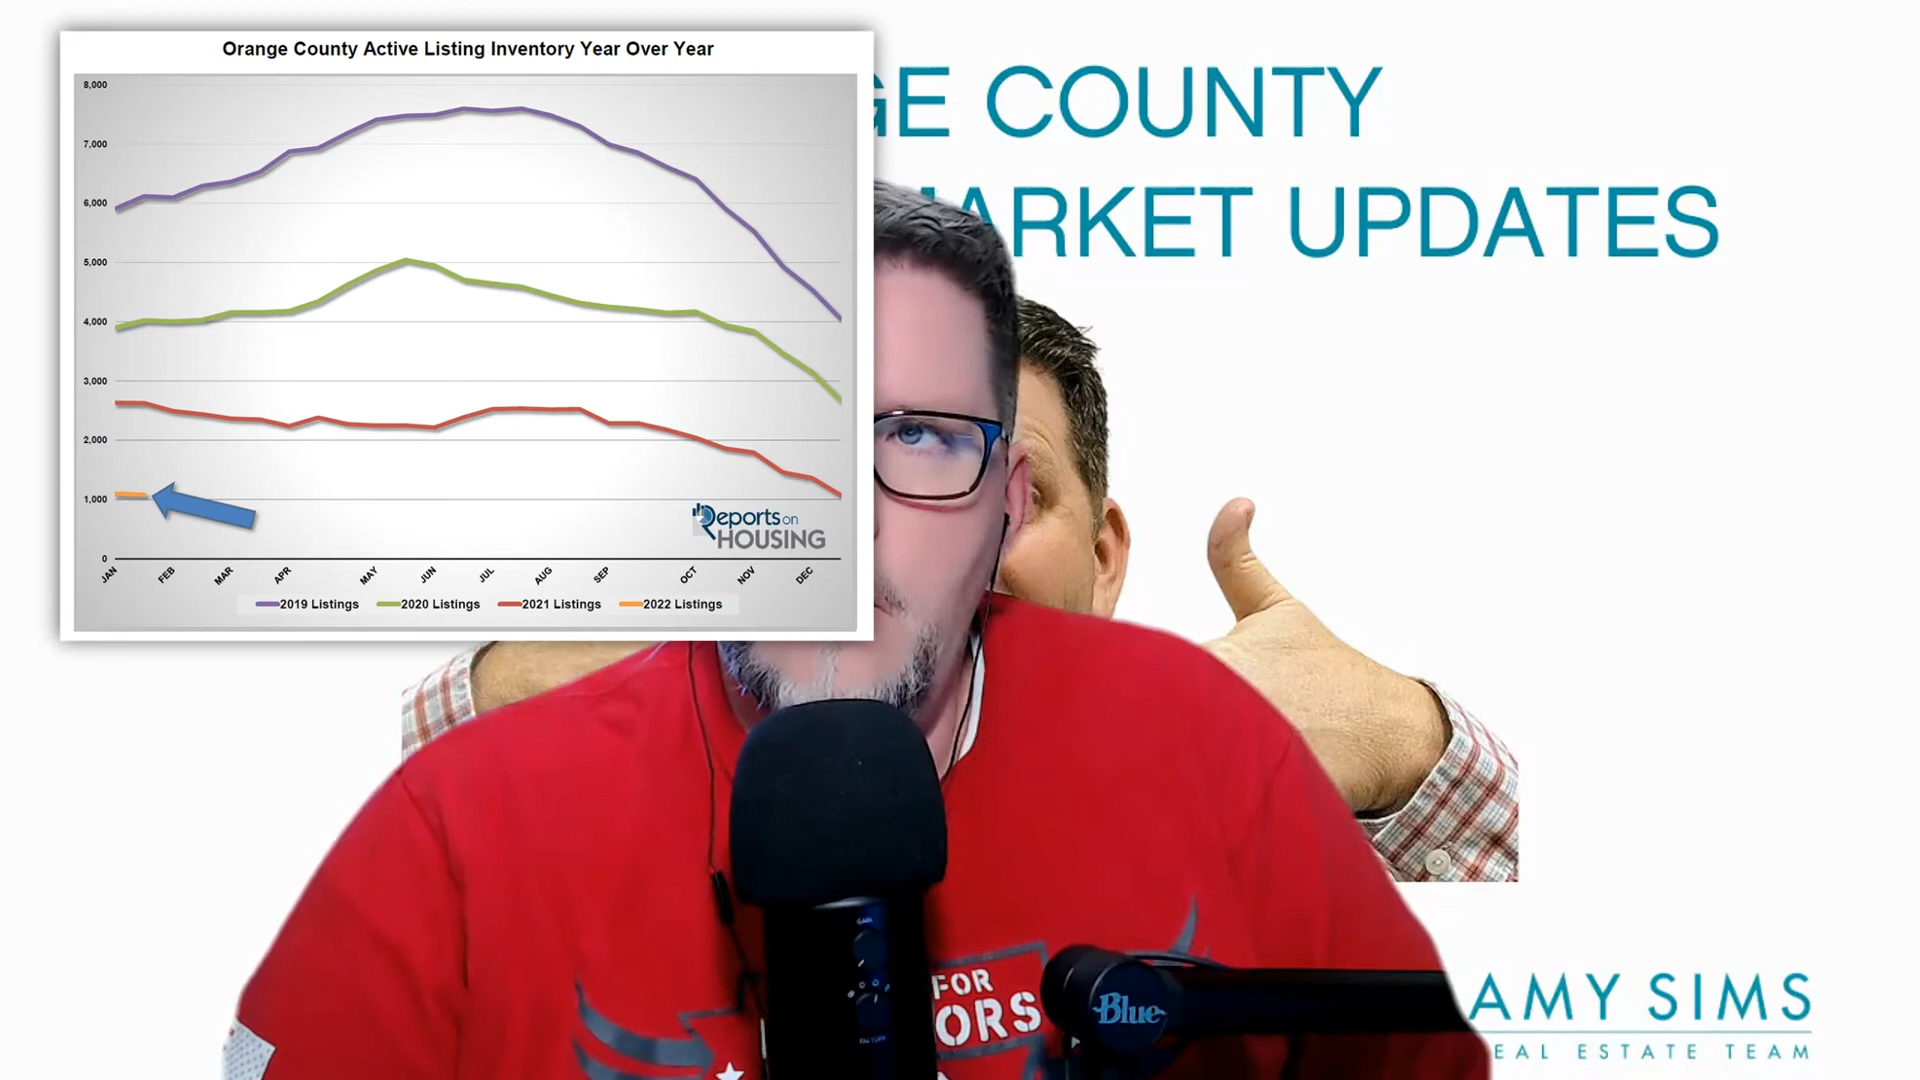 Orange County Active Listing Inventory Year Over Year
8,000
7,000
6,000
5,000
4,000
3,000
2,000
1,000
0
JAN FEB MAR APR MAY JUN JUL AUG SEP OCT NOV DEC
Reports on
HOUSING
2019 Listings 2020 Listings 2021 Listings 2022 Listings
GE COUNTY
MARKET UPDATES
FOR
ORS
Blue
AMY SIMS
EAL ESTATE TEAM